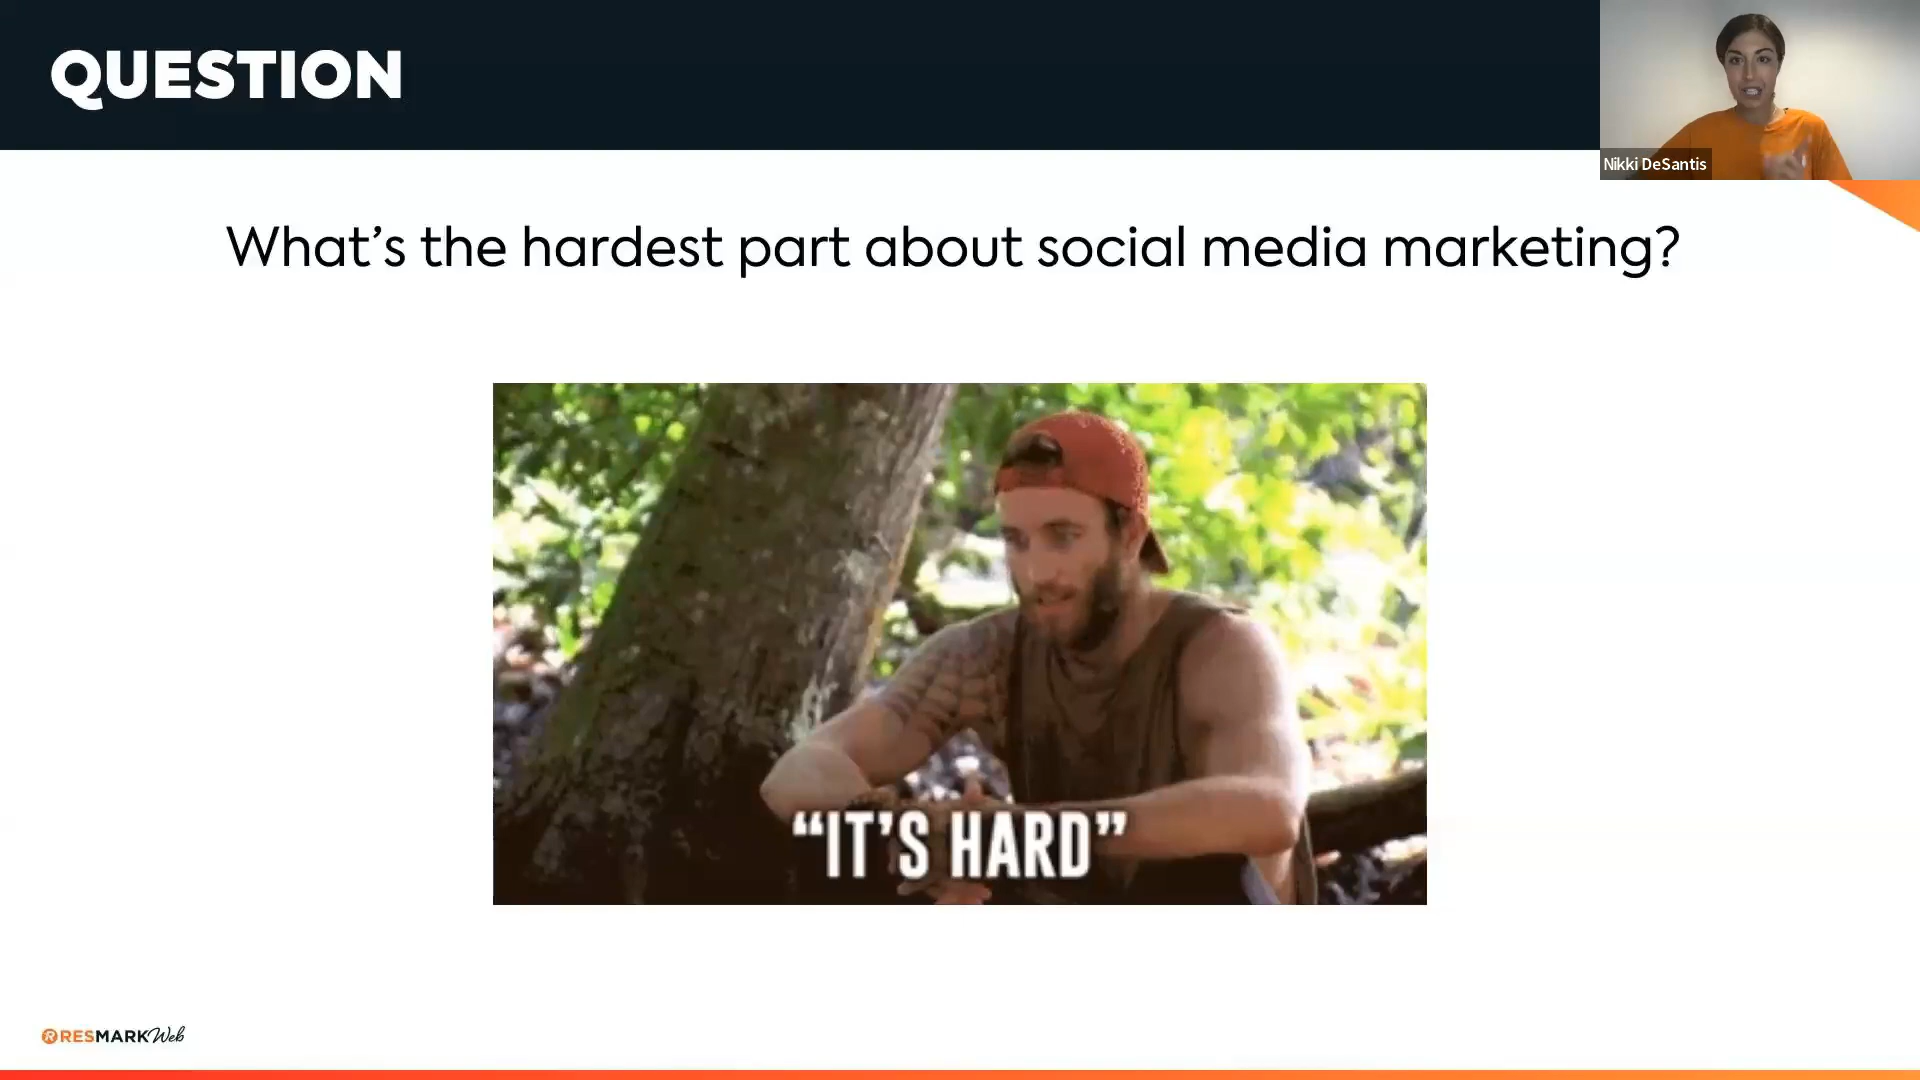 QUESTION
Nikki DeSantis
What’s the hardest part about social media marketing?
“IT’S HARD”
RESMARK Web